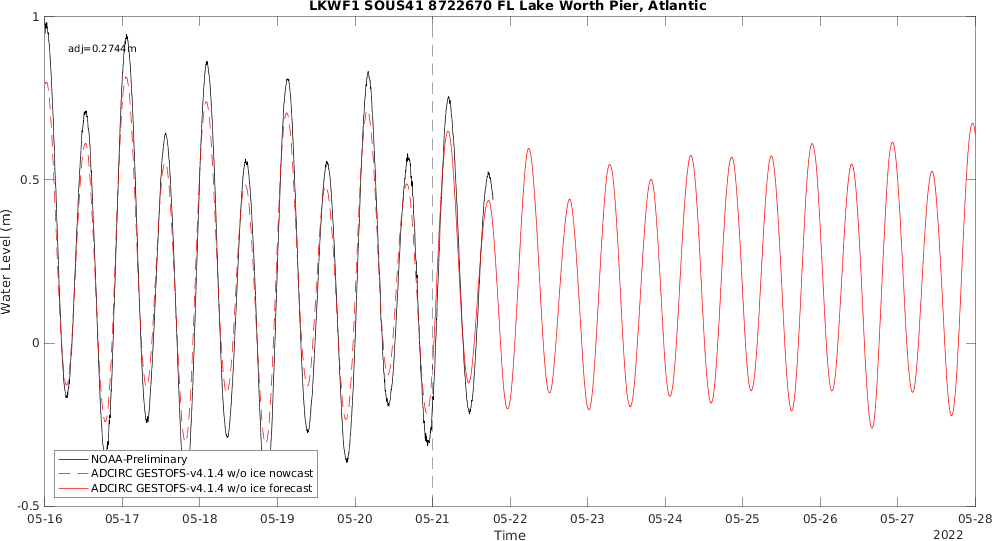 LKWF1 SOUS41 8722670 FL Lake Worth Pier, Atlantic
1
adj=0.2744m
0.5
Water Level (m)
0
NOAA-Preliminary
ADCIRC GESTOFS-v4.1.4 w/o ice nowcast
ADCIRC GESTOFS-v4.1.4 w/o ice forecast
-0.5
05-16 05-17 05-18 05-19 05-20 05-21 05-22 05-23 05-24 05-25 05-26 05-27 05-28
Time
2022